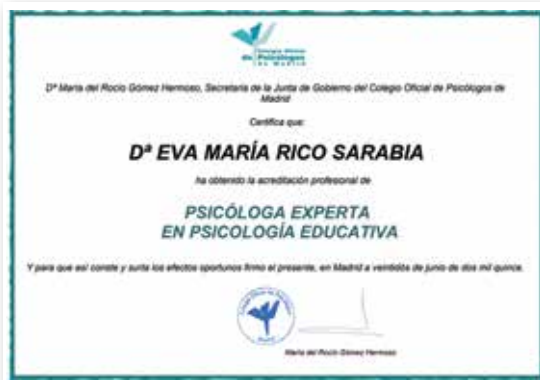 Colegio Oficial
de Psicólogos
de Madrid
Dª María del Rocío Gómez Hermoso, Secretaria de la Junta de Gobierno del Colegio Oficial de Psicólogos de
Madrid
Certifica que:
Dª EVA MARÍA RICO SARABIA
ha obtenido la acreditación profesional de
PSICÓLOGA EXPERTA
EN PSICOLOGÍA EDUCATIVA
Y para que así conste y surta los efectos oportunos firmo el presente, en Madrid a veintidós de junio de dos mil quince.
María del Rocío Gómez Hermoso